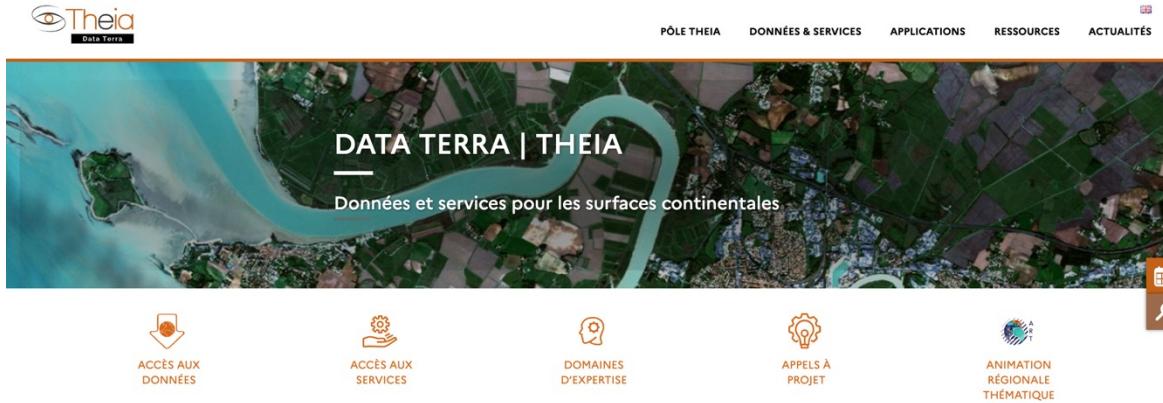 Theia
Data Terra
PÔLE THEIA DONNÉES & SERVICES APPLICATIONS RESSOURCES ACTUALITÉS
DATA TERRA | THEIA
Données et services pour les surfaces continentales
ACCÈS AUX
DONNÉES
ACCÈS AUX
SERVICES
DOMAINES
D'EXPERTISE
APPELS À
PROJET
A
R
T
ANIMATION
RÉGIONALE
THÉMATIQUE